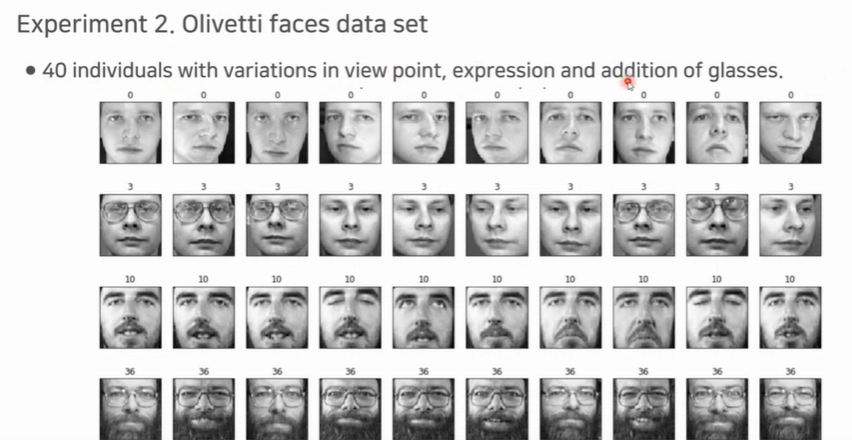 Experiment 2. Olivetti faces data set
• 40 individuals with variations in view point, expression and addition of glasses.
0 0 0 0 0 0 0 0 0 0
3 3 3 3 3 3 3 3 3 3
10 10 10 10 10 10 10 10 10 10
36 36 36 36 36 36 36 36 36 36